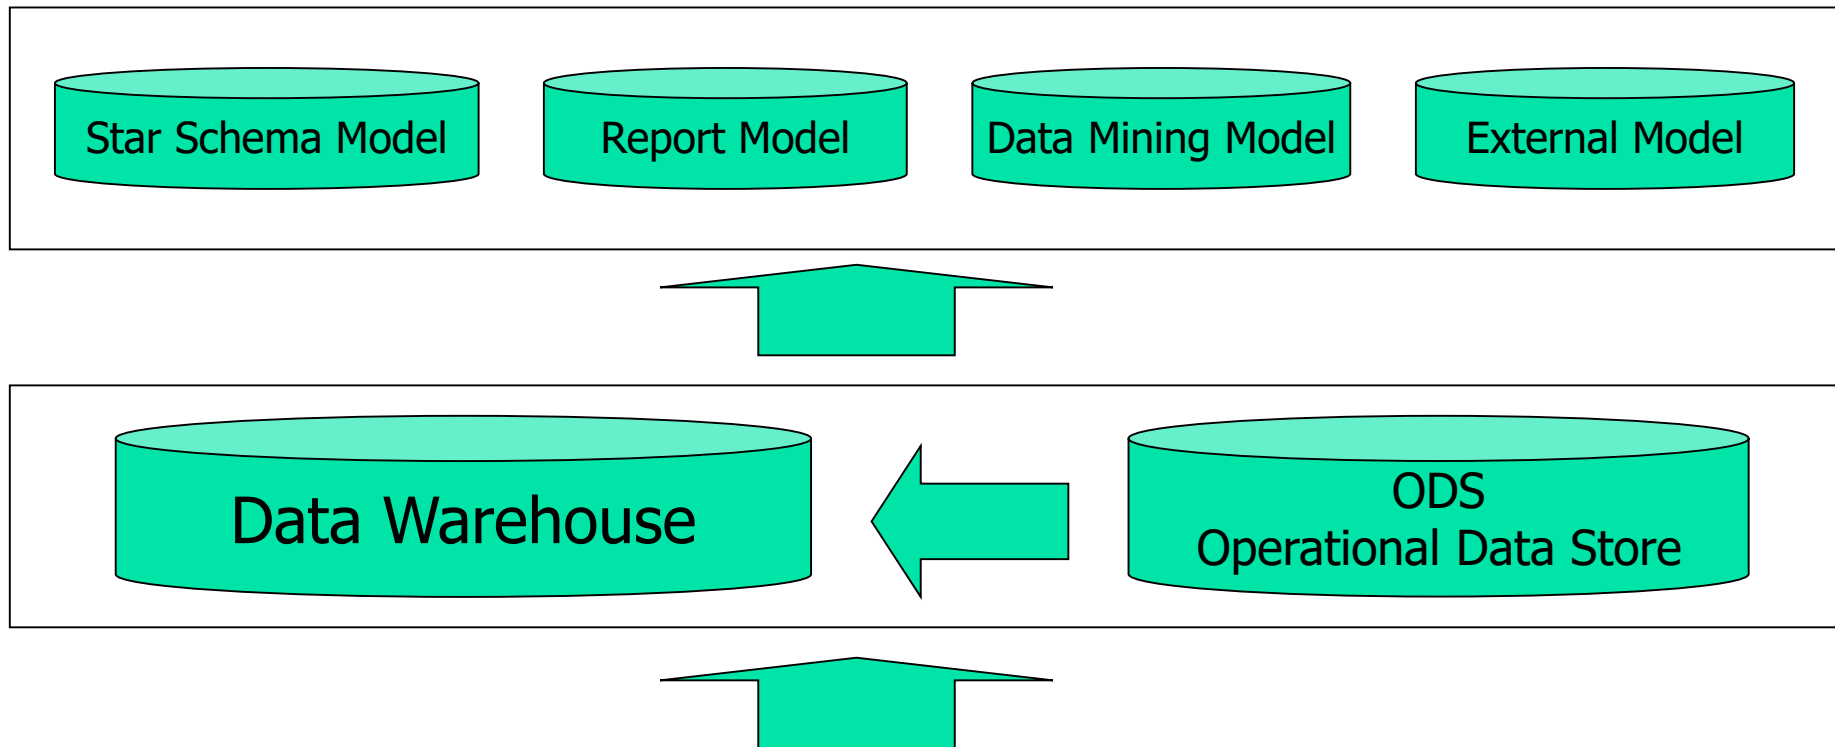 Star Schema Model
Report Model
Data Mining Model
External Model
Data Warehouse
ODS
Operational Data Store